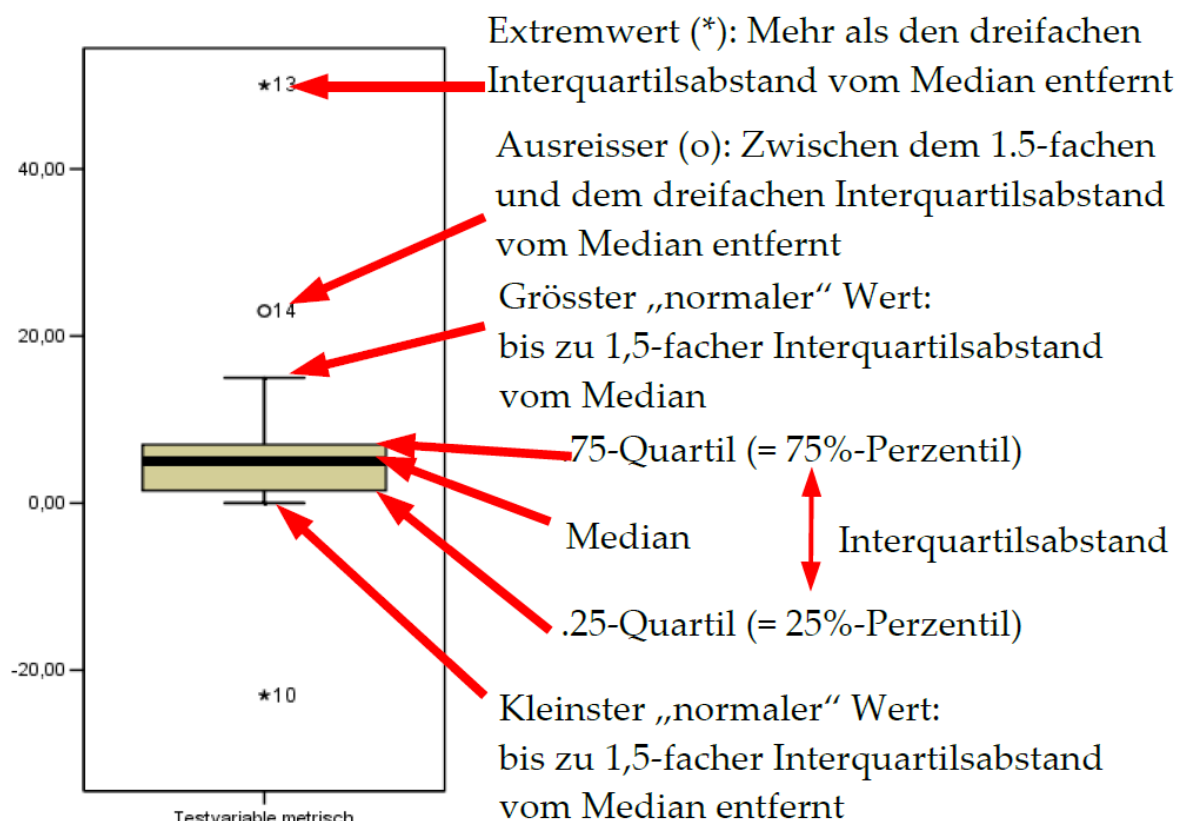 Extremwert (*): Mehr als den dreifachen
Interquartilsabstand vom Median entfernt
*13
Ausreisser (o): Zwischen dem 1.5-fachen
und dem dreifachen Interquartilsabstand
vom Median entfernt
40,00
o14
Grösster „normaler“ Wert:
bis zu 1,5-facher Interquartilsabstand
vom Median
20,00
.75-Quartil (= 75%-Perzentil)
Median
Interquartilsabstand
0,00
.25-Quartil (= 25%-Perzentil)
-20,00
*10
Kleinster „normaler“ Wert:
bis zu 1,5-facher Interquartilsabstand
vom Median entfernt
Testvariable metrisch